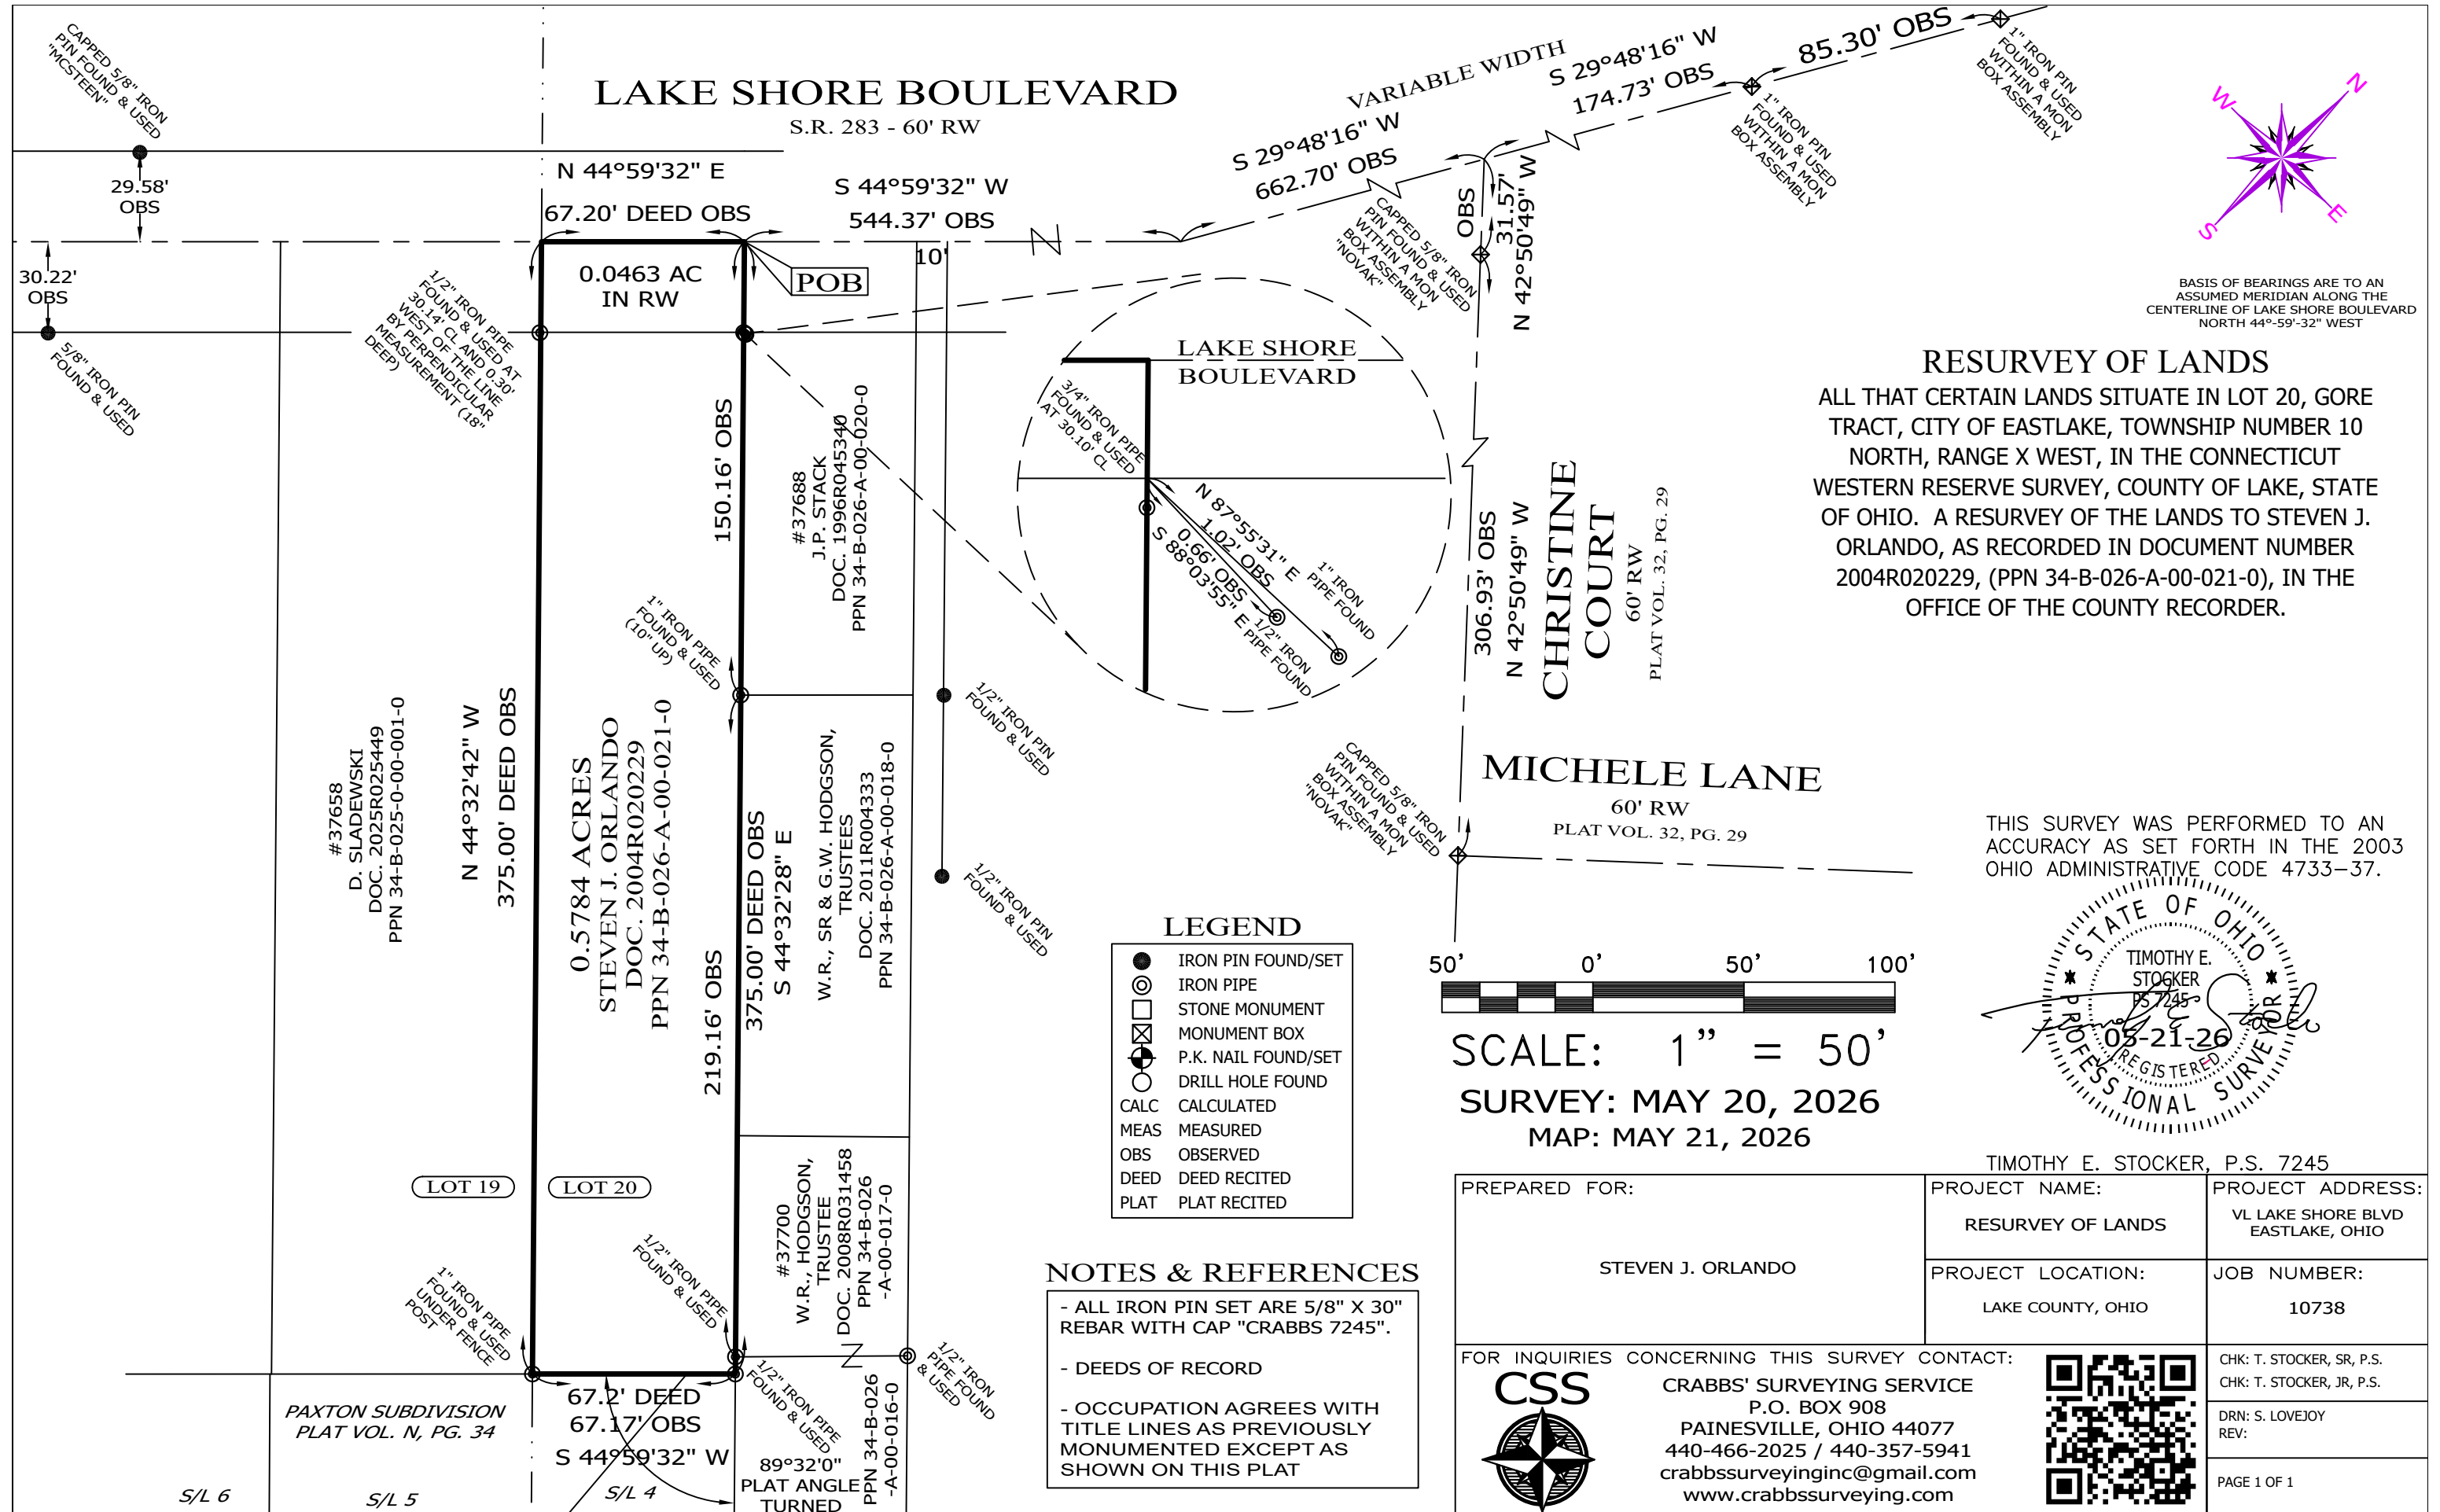 CAPPED 5/8" IRON
PIN FOUND & USED
"MCSTEEN"
LAKE SHORE BOULEVARD
S.R. 283 - 60' RW
VARIABLE WIDTH
S 29°48'16" W
662.70' OBS
S 29°48'16" W
174.73' OBS
85.30' OBS
1" IRON PIN
FOUND & USED
WITHIN A MON
BOX ASSEMBLY
1" IRON PIN
FOUND & USED
WITHIN A MON
BOX ASSEMBLY
W
N
S
E
BASIS OF BEARINGS ARE TO AN
ASSUMED MERIDIAN ALONG THE
CENTERLINE OF LAKE SHORE BOULEVARD
NORTH 44°-59'-32" WEST
29.58'
OBS
30.22'
OBS
5/8" IRON PIN
FOUND & USED
N 44°59'32" E
67.20' DEED OBS
S 44°59'32" W
544.37' OBS
10'
0.0463 AC
IN RW
POB
1/2" IRON PIPE
FOUND & USED AT
30.14' CL AND 0.30'
WEST OF THE LINE
BY PERPENDICULAR
MEASUREMENT (18"
DEEP)
CAPPED 5/8" IRON
PIN FOUND & USED
WITHIN A MON
BOX ASSEMBLY
"NOVAK"
OBS
31.57'
N 42°50'49" W
LAKE SHORE
BOULEVARD
3/4" IRON PIPE
FOUND & USED
AT 30.10' CL
N 87°55'31" E
1.02' OBS
0.66' OBS
S 88°03'55" E
1" IRON
PIPE FOUND
1/2" IRON
PIPE FOUND
306.93' OBS
N 42°50'49" W
CHRISTINE
COURT
60' RW
PLAT VOL. 32, PG. 29
RESURVEY OF LANDS
ALL THAT CERTAIN LANDS SITUATE IN LOT 20, GORE
TRACT, CITY OF EASTLAKE, TOWNSHIP NUMBER 10
NORTH, RANGE X WEST, IN THE CONNECTICUT
WESTERN RESERVE SURVEY, COUNTY OF LAKE, STATE
OF OHIO. A RESURVEY OF THE LANDS TO STEVEN J.
ORLANDO, AS RECORDED IN DOCUMENT NUMBER
2004R020229, (PPN 34-B-026-A-00-021-0), IN THE
OFFICE OF THE COUNTY RECORDER.
150.16' OBS
#37688
J.P. STACK
DOC. 1996R045340
PPN 34-B-026-A-00-020-0
1" IRON PIPE
FOUND & USED
(10" UP)
1/2" IRON PIN
FOUND & USED
1/2" IRON PIN
FOUND & USED
#37658
D. SLADEWSKI
DOC. 2025R025449
PPN 34-B-025-0-00-001-0
N 44°32'42" W
375.00' DEED OBS
0.5784 ACRES
STEVEN J. ORLANDO
DOC. 2004R020229
PPN 34-B-026-A-00-021-0
219.16' OBS
375.00' DEED OBS
S 44°32'28" E
W.R., SR & G.W. HODGSON,
TRUSTEES
DOC. 2011R004333
PPN 34-B-026-A-00-018-0
CAPPED 5/8" IRON
PIN FOUND & USED
WITHIN A MON
BOX ASSEMBLY
"NOVAK"
MICHELE LANE
60' RW
PLAT VOL. 32, PG. 29
THIS SURVEY WAS PERFORMED TO AN
ACCURACY AS SET FORTH IN THE 2003
OHIO ADMINISTRATIVE CODE 4733-37.
STATE OF OHIO
TIMOTHY E.
STOCKER
PS 7245
05-21-26
REGISTERED
PROFESSIONAL SURVEYOR
TIMOTHY E. STOCKER, P.S. 7245
LEGEND
IRON PIN FOUND/SET
IRON PIPE
STONE MONUMENT
MONUMENT BOX
P.K. NAIL FOUND/SET
DRILL HOLE FOUND
CALC CALCULATED
MEAS MEASURED
OBS OBSERVED
DEED DEED RECITED
PLAT PLAT RECITED
50' 0' 50' 100'
SCALE: 1" = 50'
SURVEY: MAY 20, 2026
MAP: MAY 21, 2026
LOT 19
LOT 20
#37700
W.R., HODGSON,
TRUSTEE
DOC. 2008R031458
PPN 34-B-026
-A-00-017-0
1/2" IRON PIPE
FOUND & USED
1" IRON PIPE
FOUND & USED
UNDER FENCE
POST
1/2" IRON PIPE
FOUND & USED
1/2" IRON
PIPE FOUND
& USED
67.2' DEED
67.17' OBS
S 44°59'32" W
89°32'0"
PLAT ANGLE
TURNED
PPN 34-B-026
-A-00-016-0
PAXTON SUBDIVISION
PLAT VOL. N, PG. 34
S/L 6
S/L 5
S/L 4
NOTES & REFERENCES
- ALL IRON PIN SET ARE 5/8" X 30"
REBAR WITH CAP "CRABBS 7245".
- DEEDS OF RECORD
- OCCUPATION AGREES WITH
TITLE LINES AS PREVIOUSLY
MONUMENTED EXCEPT AS
SHOWN ON THIS PLAT
PREPARED FOR:
STEVEN J. ORLANDO
PROJECT NAME:
RESURVEY OF LANDS
PROJECT ADDRESS:
VL LAKE SHORE BLVD
EASTLAKE, OHIO
PROJECT LOCATION:
LAKE COUNTY, OHIO
JOB NUMBER:
10738
FOR INQUIRIES CONCERNING THIS SURVEY CONTACT:
CSS
CRABBS' SURVEYING SERVICE
P.O. BOX 908
PAINESVILLE, OHIO 44077
440-466-2025 / 440-357-5941
crabbssurveyinginc@gmail.com
www.crabbssurveying.com
CHK: T. STOCKER, SR, P.S.
CHK: T. STOCKER, JR, P.S.
DRN: S. LOVEJOY
REV:
PAGE 1 OF 1